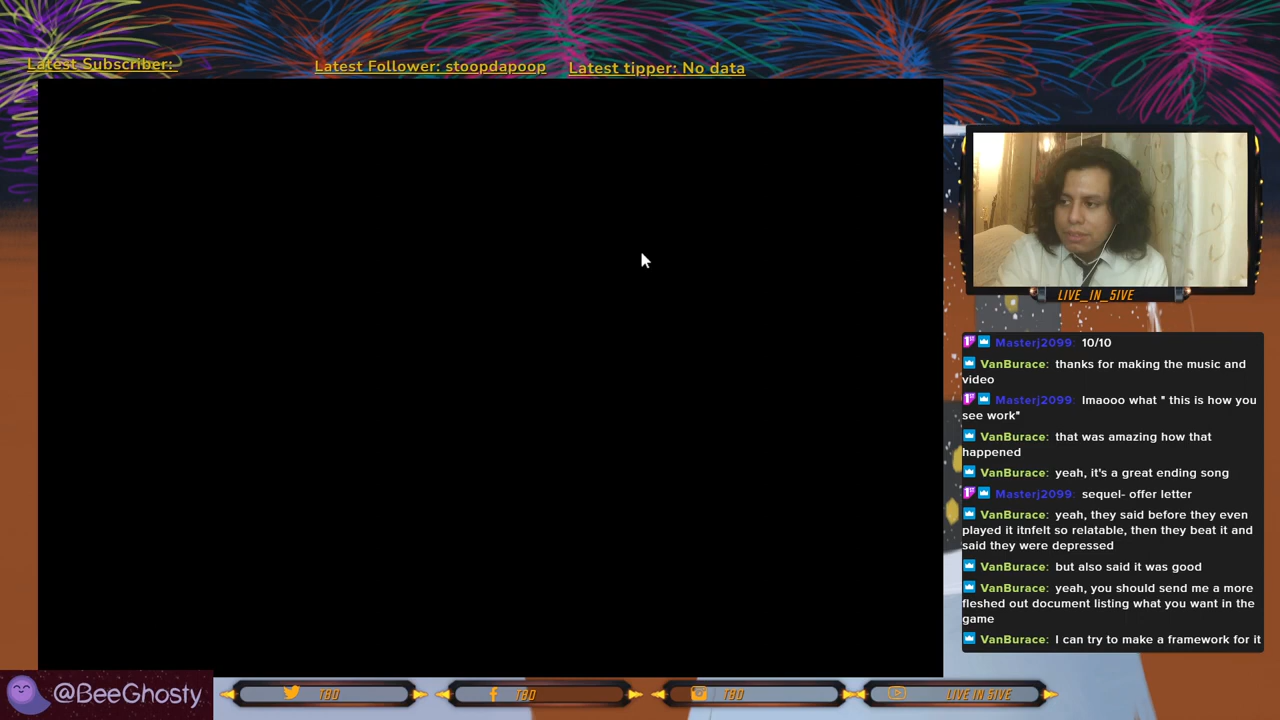 Latest Subscriber:
Latest Follower: stoopdapoop
Latest tipper: No data
LIVE_IN_5IVE
Masterj2099: 10/10
VanBurace: thanks for making the music and
video
Masterj2099: lmaooo what " this is how you
see work"
VanBurace: that was amazing how that
happened
VanBurace: yeah, it's a great ending song
Masterj2099: sequel- offer letter
VanBurace: yeah, they said before they even
played it itnfelt so relatable, then they beat it and
said they were depressed
VanBurace: but also said it was good
VanBurace: yeah, you should send me a more
fleshed out document listing what you want in the
game
VanBurace: I can try to make a framework for it
@BeeGhosty
TBD
TBD
TBD
LIVE IN 5IVE